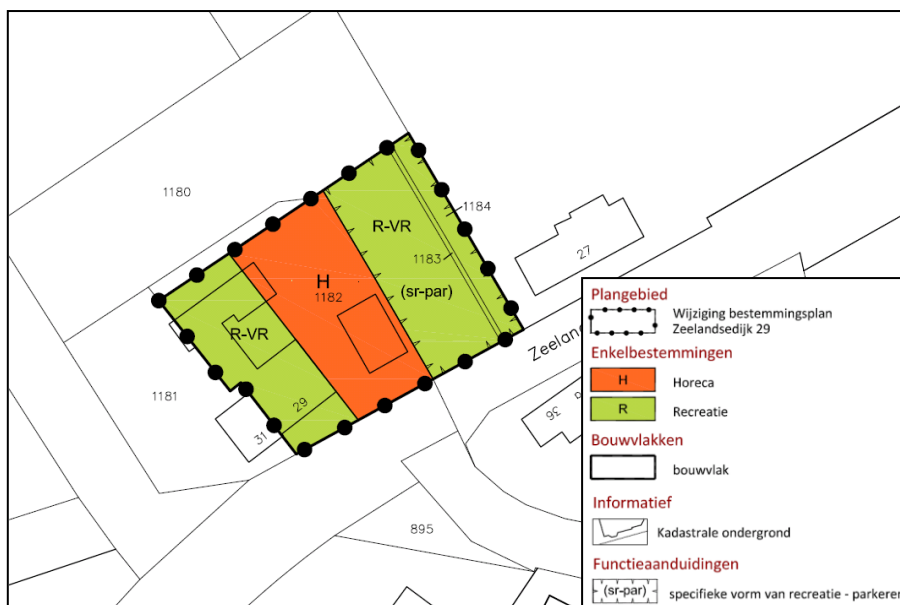 1180
1184
R-VR
27
1183
H
1182
(sr-par)
R-VR
Zeelands
1181
29
31
36
895
Plangebied
Wijziging bestemmingsplan
Zeelandsedijk 29
Enkelbestemmingen
H Horeca
R Recreatie
Bouwvlakken
bouwvlak
Informatief
Kadastrale ondergrond
Functieaanduidingen
(sr-par) specifieke vorm van recreatie - parkeren